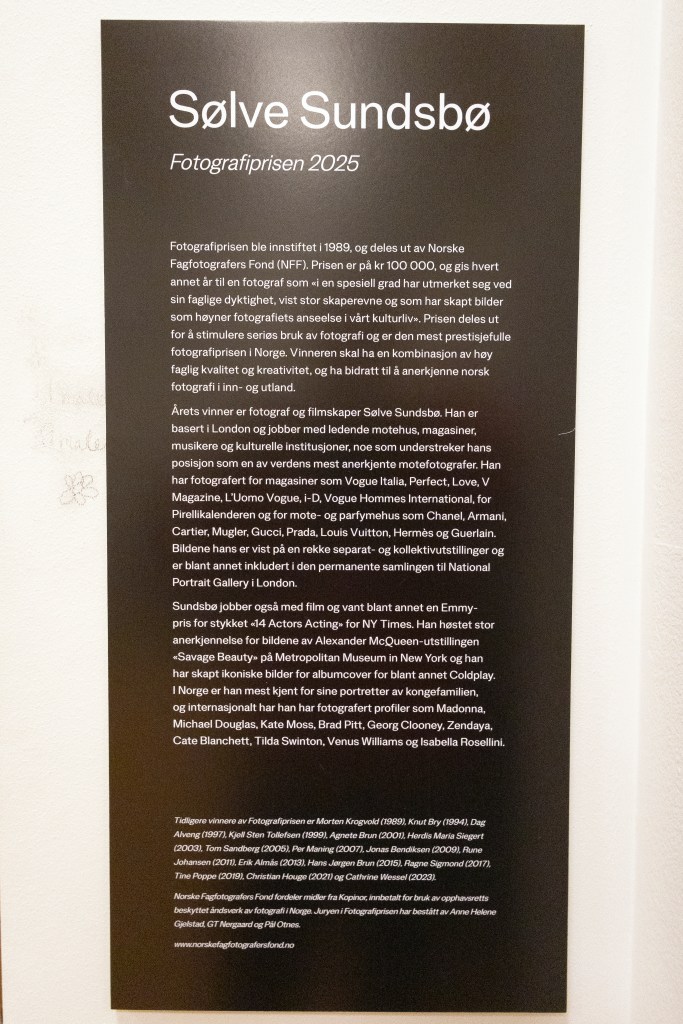 Sølve Sundsbø
Fotografiprisen 2025
Fotografiprisen ble innstiftet i 1989, og deles ut av Norske
Fagfotografers Fond (NFF). Prisen er på kr 100 000, og gis hvert
annet år til en fotograf som «i en spesiell grad har utmerket seg ved
sin faglige dyktighet, vist stor skaperevne og som har skapt bilder
som høyner fotografiets anseelse i vårt kulturliv». Prisen deles ut
for å stimulere seriøs bruk av fotografi og er den mest prestisjefulle
fotografiprisen i Norge. Vinneren skal ha en kombinasjon av høy
faglig kvalitet og kreativitet, og ha bidratt til å anerkjenne norsk
fotografi i inn- og utland.
Årets vinner er fotograf og filmskaper Sølve Sundsbø. Han er
basert i London og jobber med ledende motehus, magasiner,
musikere og kulturelle institusjoner, noe som understreker hans
posisjon som en av verdens mest anerkjente motefotografer. Han
har fotografert for magasiner som Vogue Italia, Perfect, Love, V
Magazine, L'Uomo Vogue, i-D, Vogue Hommes International, for
Pirellikalenderen og for mote- og parfymehus som Chanel, Armani,
Cartier, Mugler, Gucci, Prada, Louis Vuitton, Hermès og Guerlain.
Bildene hans er vist på en rekke separat- og kollektivutstillinger og
er blant annet inkludert i den permanente samlingen til National
Portrait Gallery i London.
Sundsbø jobber også med film og vant blant annet en Emmy-
pris for stykket «14 Actors Acting» for NY Times. Han høstet stor
anerkjennelse for bildene av Alexander McQueen-utstillingen
«Savage Beauty» på Metropolitan Museum in New York og han
har skapt ikoniske bilder for albumcover for blant annet Coldplay.
I Norge er han mest kjent for sine portretter av kongefamilien,
og internasjonalt har han har fotografert profiler som Madonna,
Michael Douglas, Kate Moss, Brad Pitt, Georg Clooney, Zendaya,
Cate Blanchett, Tilda Swinton, Venus Williams og Isabella Rosellini.
Tidligere vinnere av Fotografiprisen er Morten Krogvold (1989), Knut Bry (1994), Dag
Alveng (1997), Kjell Sten Tollefsen (1999), Agnete Brun (2001), Herdis Maria Siegert
(2003), Tom Sandberg (2005), Per Maning (2007), Jonas Bendiksen (2009), Rune
Johansen (2011), Erik Almås (2013), Hans Jørgen Brun (2015), Ragne Sigmond (2017),
Tine Poppe (2019), Christian Houge (2021) og Cathrine Wessel (2023).
Norske Fagfotografers Fond fordeler midler fra Kopinor, innbetalt for bruk av opphavsretts
beskyttet åndsverk av fotografi i Norge. Juryen i Fotografiprisen har bestått av Anne Helene
Gjelstad, GT Nergaard og Pål Otnes.
www.norskefagfotografersfond.no